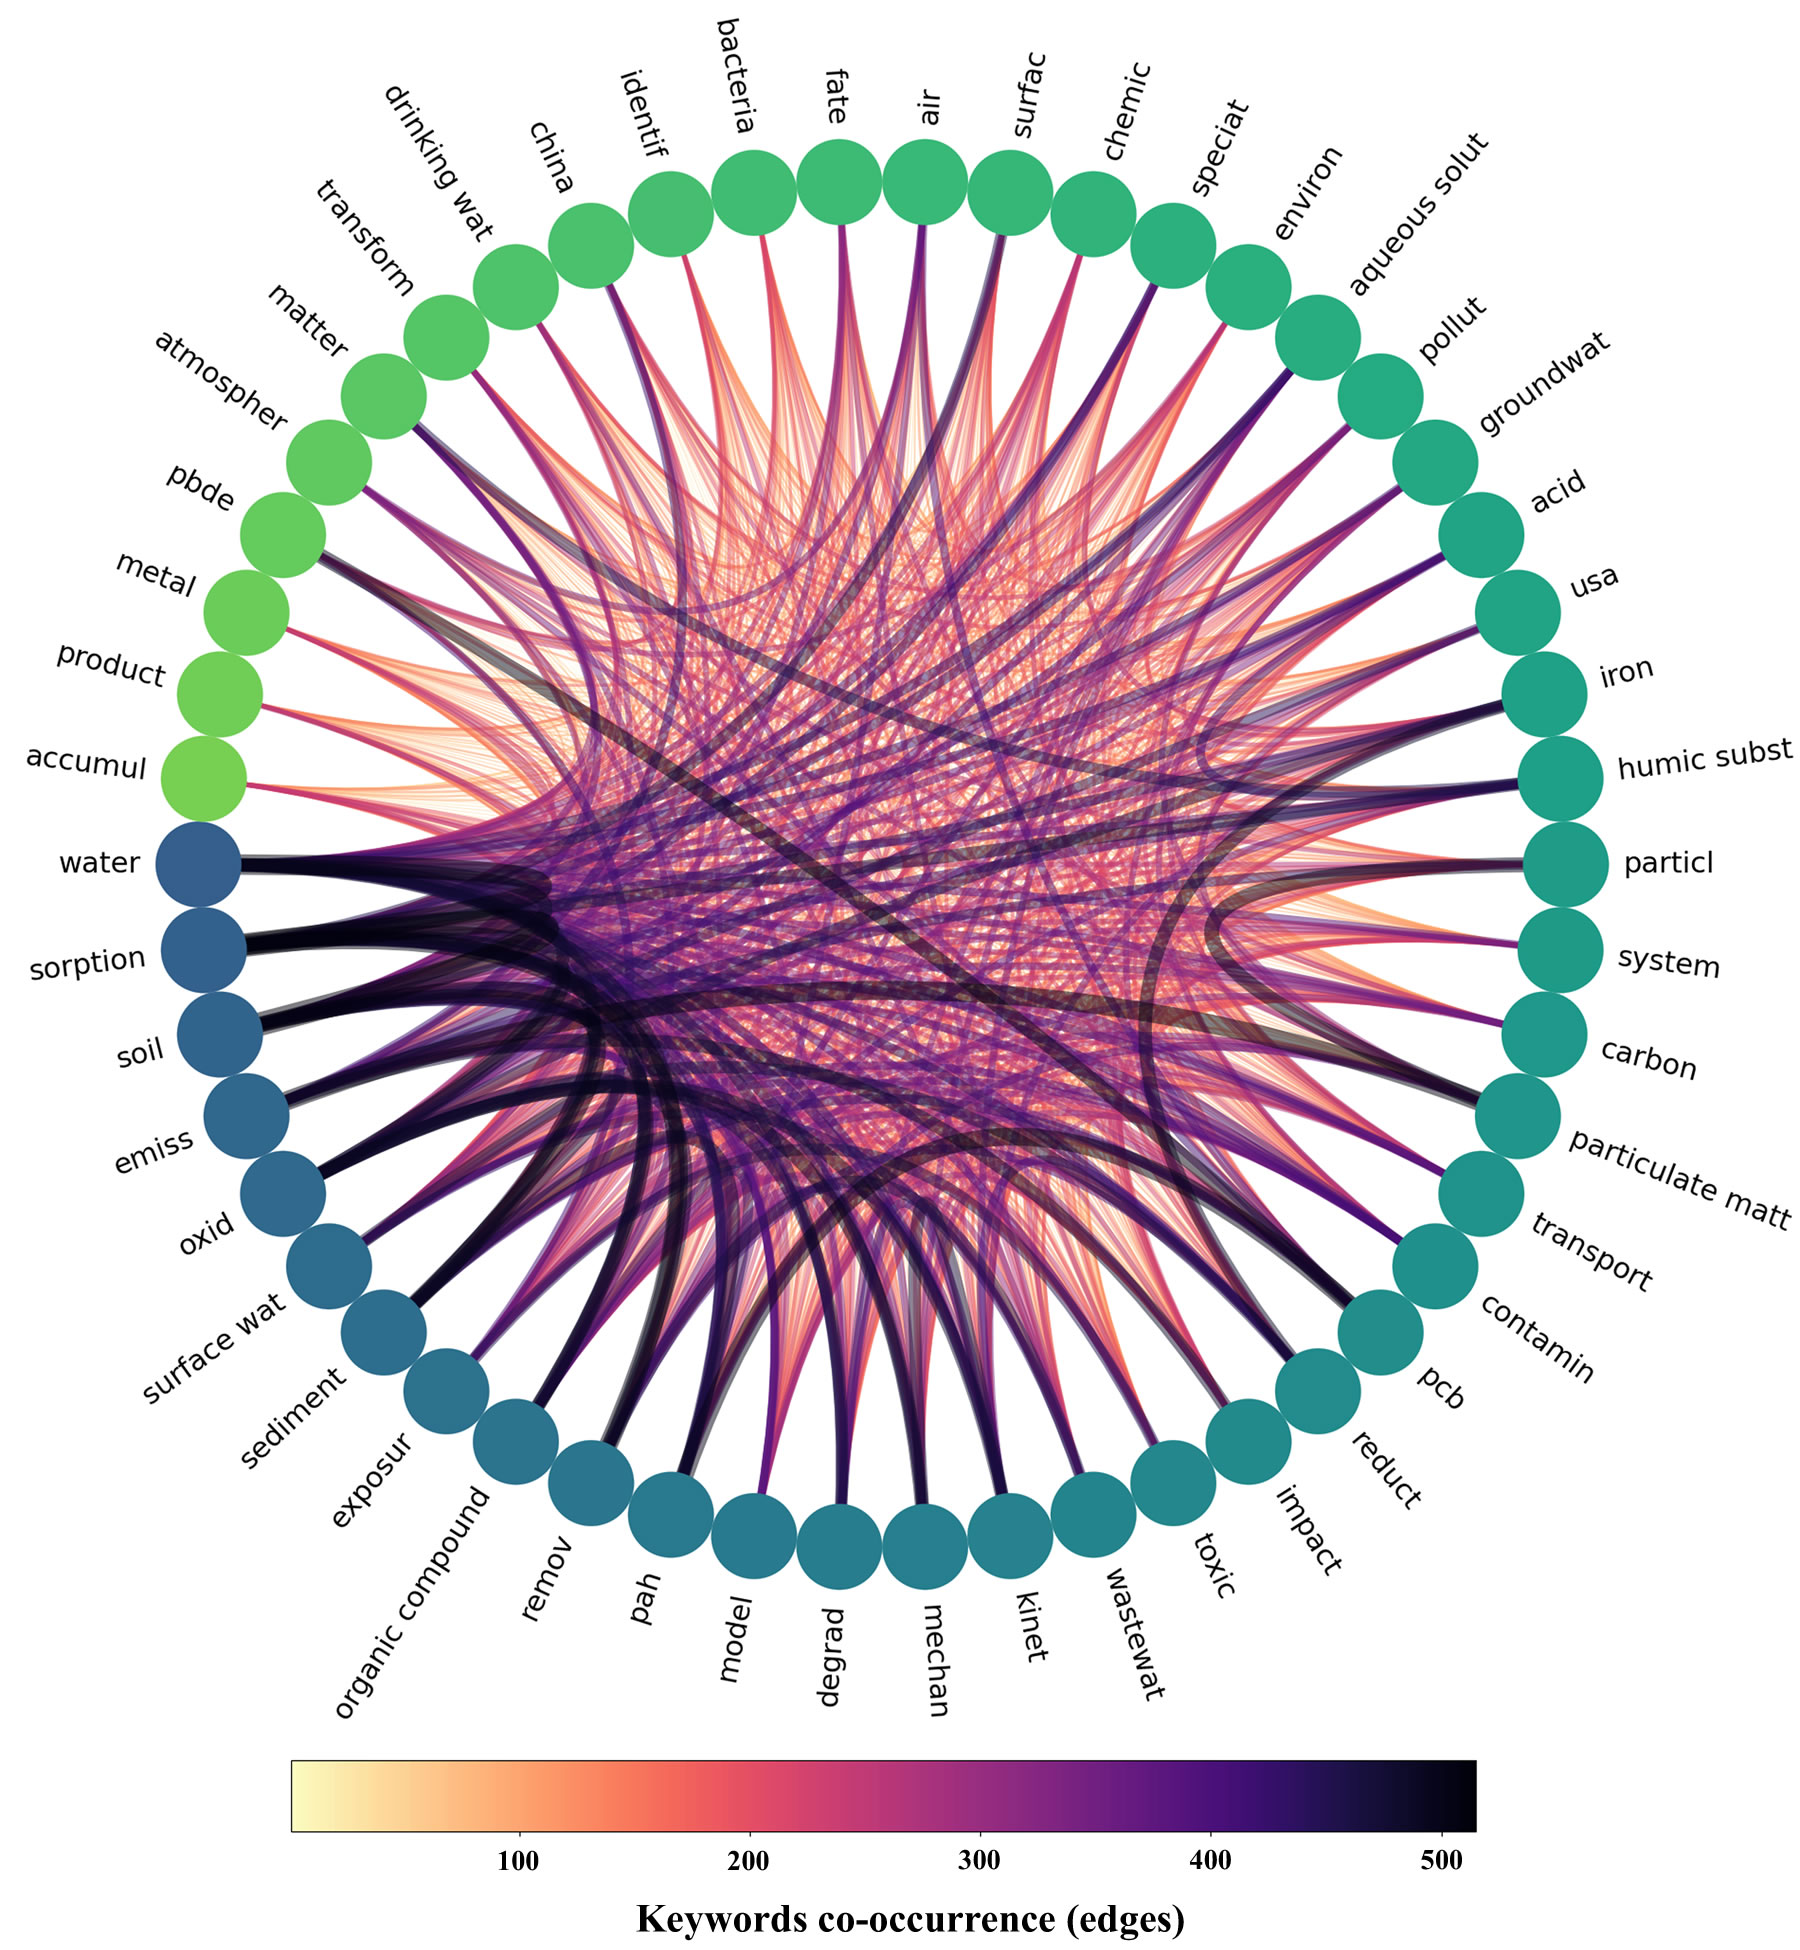 bacteria
fate
air
surfac
chemic
speciat
environ
aqueous solut
pollut
groundwat
acid
usa
iron
humic subst
particl
system
carbon
particulate matt
transport
contamin
pcb
reduct
impact
toxic
wastewat
kinet
mechan
degrad
model
pah
remov
organic compound
exposur
sediment
surface wat
oxid
emiss
soil
sorption
water
accumul
product
metal
pbde
atmospher
matter
transform
drinking wat
china
identif
100 200 300 400 500
Keywords co-occurrence (edges)